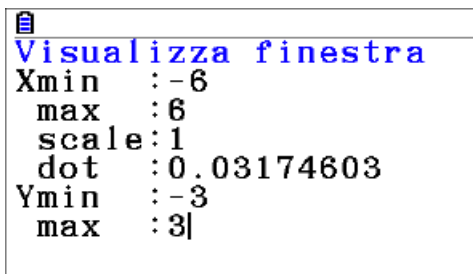 Visualizza finestra
Xmin :-6
max :6
scale:1
dot :0.03174603
Ymin :-3
max :3